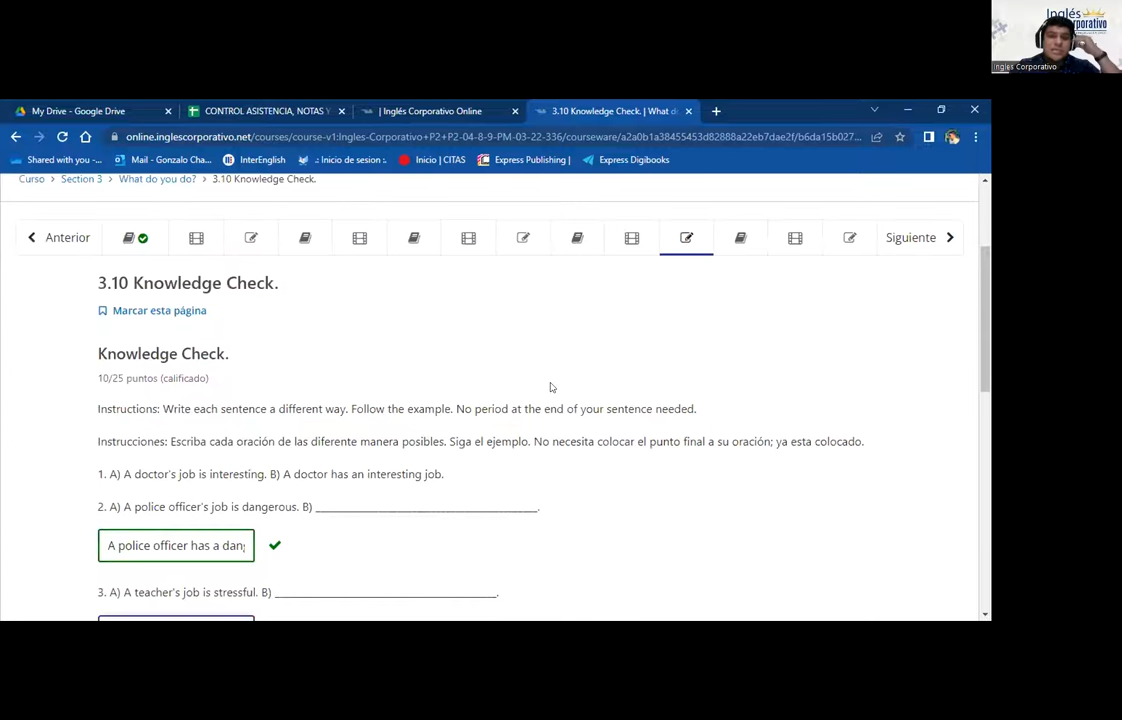 Inglés
Corporativo
Ingles Corporativo
My Drive - Google Drive
CONTROL ASISTENCIA, NOTAS Y
| Inglés Corporativo Online
3.10 Knowledge Check. | What do
online.inglescorporativo.net/courses/course-v1:Ingles-Corporativo+P2+P2-04-8-9-PM-03-22-336/courseware/a2a0b1a38455453d82888a22eb7dae2f/b6da15b027...
Shared with you -...
Mail - Gonzalo Cha...
InterEnglish
.: Inicio de sesion :.
Inicio | CITAS
Express Publishing |
Express Digibooks
Curso > Section 3 > What do you do? > 3.10 Knowledge Check.
Anterior
Siguiente
3.10 Knowledge Check.
Marcar esta página
Knowledge Check.
10/25 puntos (calificado)
Instructions: Write each sentence a different way. Follow the example. No period at the end of your sentence needed.
Instrucciones: Escriba cada oración de las diferente manera posibles. Siga el ejemplo. No necesita colocar el punto final a su oración; ya esta colocado.
1. A) A doctor's job is interesting. B) A doctor has an interesting job.
2. A) A police officer's job is dangerous. B) ________________________________________.
A police officer has a dang
3. A) A teacher's job is stressful. B) ________________________________________.